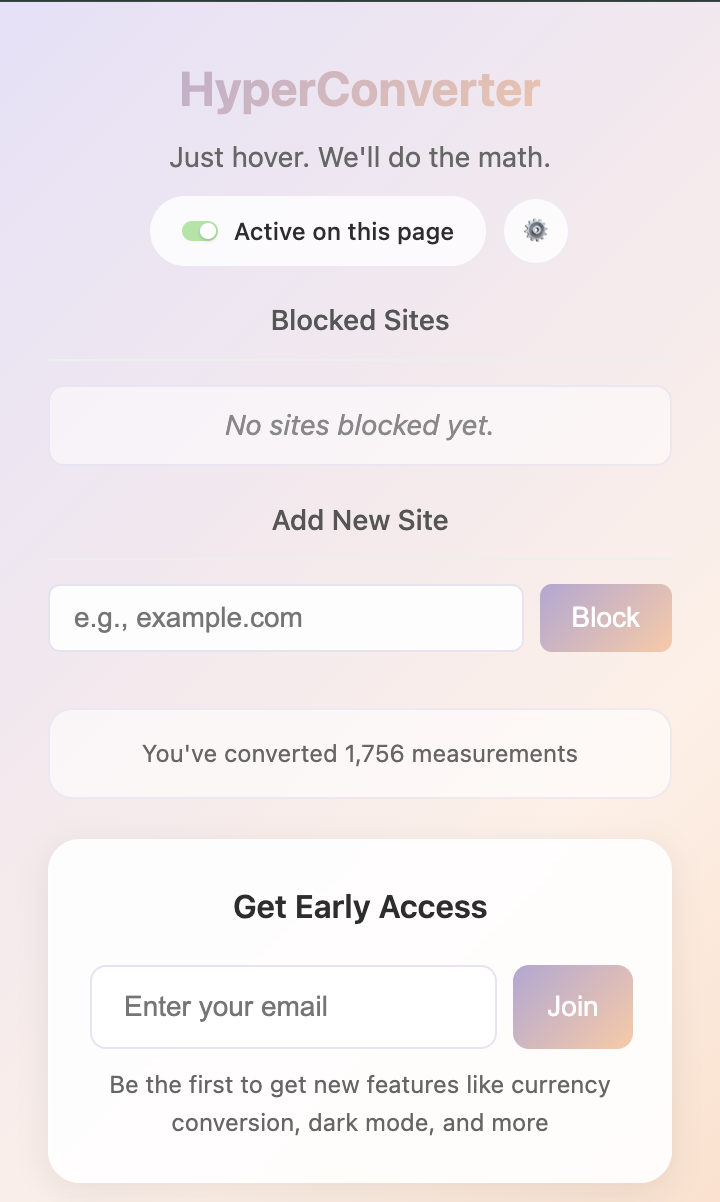 HyperConverter
Just hover. We'll do the math.
Active on this page
Blocked Sites
No sites blocked yet.
Add New Site
e.g., example.com
Block
You've converted 1,756 measurements
Get Early Access
Enter your email
Join
Be the first to get new features like currency
conversion, dark mode, and more